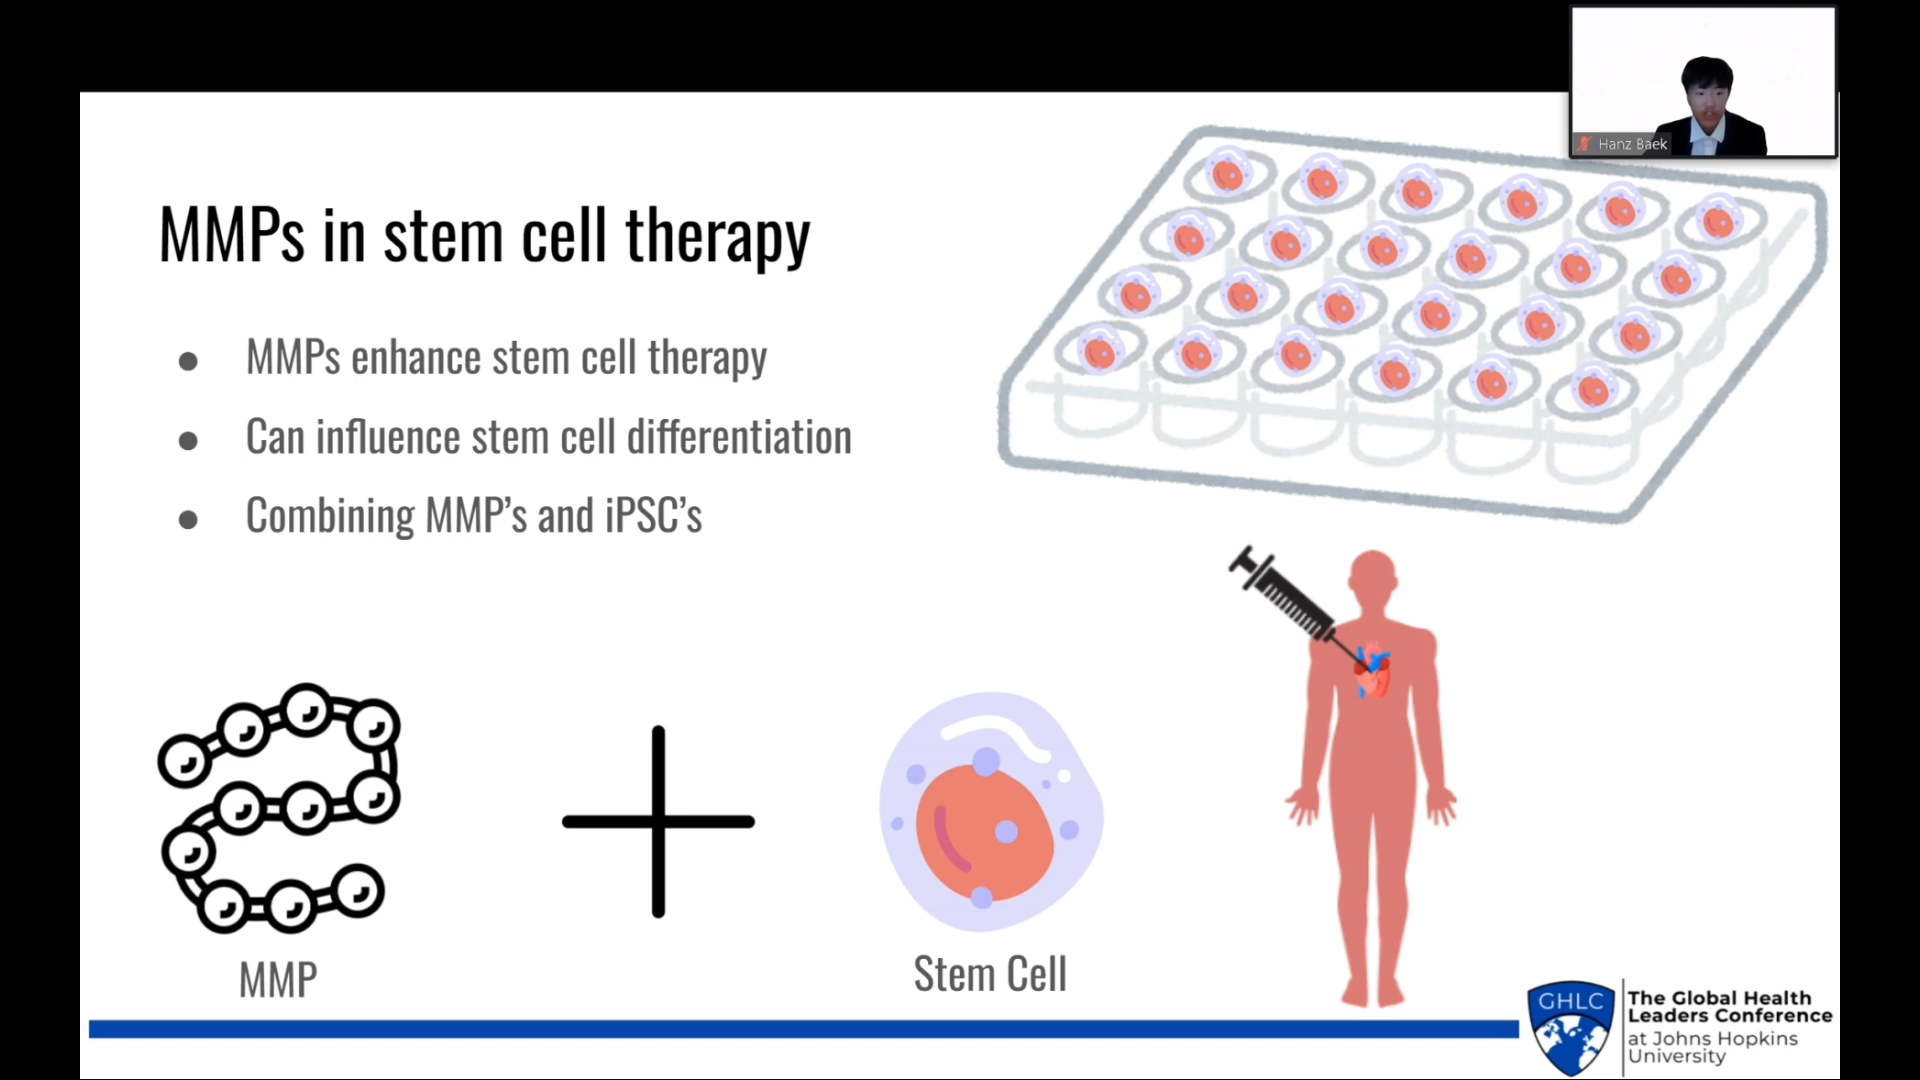 Hanz Baek
MMPs in stem cell therapy
MMPs enhance stem cell therapy
Can influence stem cell differentiation
Combining MMP’s and iPSC’s
MMP
Stem Cell
GHLC
The Global Health
Leaders Conference
at Johns Hopkins
University